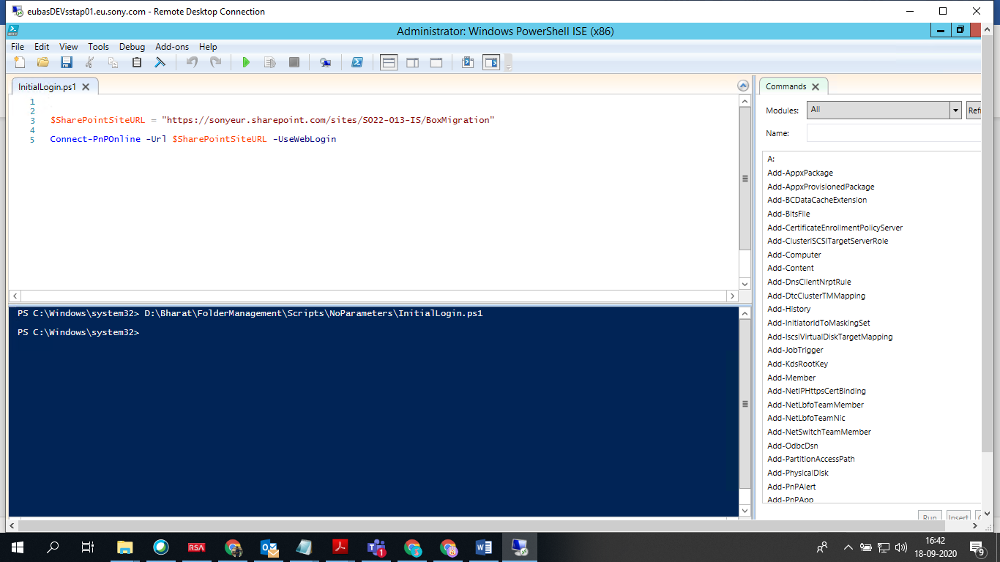 eubasDEVsstap01.eu.sony.com - Remote Desktop Connection
Administrator: Windows PowerShell ISE (x86)
File Edit View Tools Debug Add-ons Help
InitialLogin.ps1
1
2
3 $SharePointSiteURL = "https://sonyeur.sharepoint.com/sites/S022-013-IS/BoxMigration"
4
5 Connect-PnPOnline -Url $SharePointSiteURL -UseWebLogin
PS C:\Windows\system32> D:\Bharat\FolderManagement\Scripts\NoParameters\InitialLogin.ps1
PS C:\Windows\system32>
Commands
Modules: All Ref
Name:
A:
Add-AppxPackage
Add-AppxProvisionedPackage
Add-BCDataCacheExtension
Add-BitsFile
Add-CertificateEnrollmentPolicyServer
Add-ClusteriSCSITargetServerRole
Add-Computer
Add-Content
Add-DnsClientNrptRule
Add-DtcClusterTMMapping
Add-History
Add-InitiatorIdToMaskingSet
Add-IscsiVirtualDiskTargetMapping
Add-JobTrigger
Add-KdsRootKey
Add-Member
Add-NetIPHttpsCertBinding
Add-NetLbfoTeamMember
Add-NetLbfoTeamNic
Add-NetSwitchTeamMember
Add-OdbcDsn
Add-PartitionAccessPath
Add-PhysicalDisk
Add-PnPAlert
Add-PnPApp
Run Insert
RSA
1
16:42
18-09-2020
9